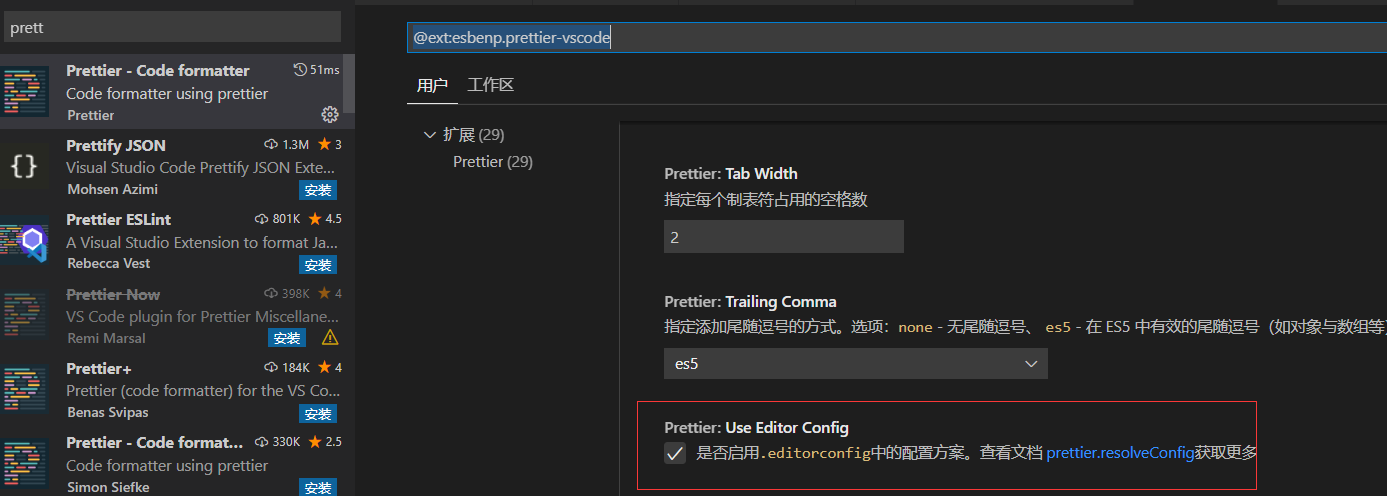 prett
Prettier - Code formatter 51ms
Code formatter using prettier
Prettier
Prettify JSON 1.3M 3
Visual Studio Code Prettify JSON Exte...
Mohsen Azimi 安装
Prettier ESLint 801K 4.5
A Visual Studio Extension to format Ja...
Rebecca Vest 安装
Prettier Now 398K 4
VS Code plugin for Prettier Miscellane...
Remi Marsal 安装
Prettier+ 184K 4
Prettier (code formatter) for the VS Co...
Benas Svipas 安装
Prettier - Code format... 330K 2.5
Code formatter using prettier
Simon Siefke 安装
@ext:esbenp.prettier-vscode
用户 工作区
扩展 (29)
Prettier (29)
Prettier: Tab Width
指定每个制表符占用的空格数
2
Prettier: Trailing Comma
指定添加尾随逗号的方式。选项：none - 无尾随逗号、 es5 - 在 ES5 中有效的尾随逗号（如对象与数组等）
es5
Prettier: Use Editor Config
是否启用.editorconfig中的配置方案。查看文档 prettier.resolveConfig获取更多